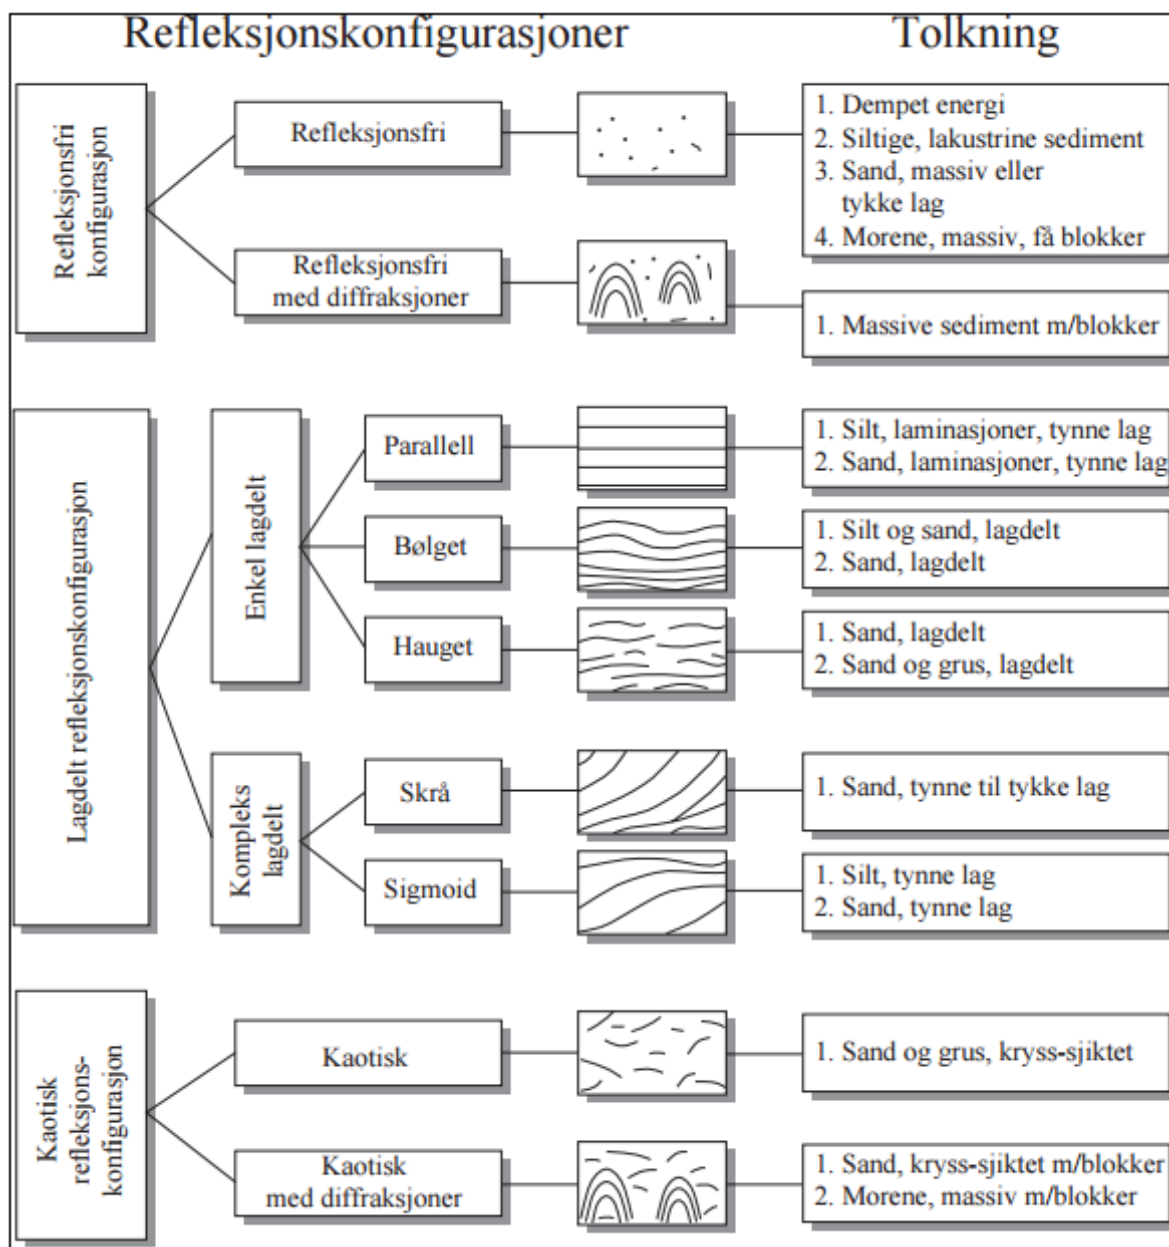 Refleksjonskonfigurasjoner
Tolkning
Refleksjonsfri
konfigurasjon
Refleksjonsfri
1. Dempet energi
2. Siltige, lakustrine sediment
3. Sand, massiv eller
tykke lag
4. Morene, massiv, få blokker
Refleksjonsfri
med diffraksjoner
1. Massive sediment m/blokker
Lagdelt refleksjonskonfigurasjon
Enkel lagdelt
Parallell
1. Silt, laminasjoner, tynne lag
2. Sand, laminasjoner, tynne lag
Bølget
1. Silt og sand, lagdelt
2. Sand, lagdelt
Hauget
1. Sand, lagdelt
2. Sand og grus, lagdelt
Kompleks
lagdelt
Skrå
1. Sand, tynne til tykke lag
Sigmoid
1. Silt, tynne lag
2. Sand, tynne lag
Kaotisk
refleksjons-
konfigurasjon
Kaotisk
1. Sand og grus, kryss-sjiktet
Kaotisk
med diffraksjoner
1. Sand, kryss-sjiktet m/blokker
2. Morene, massiv m/blokker